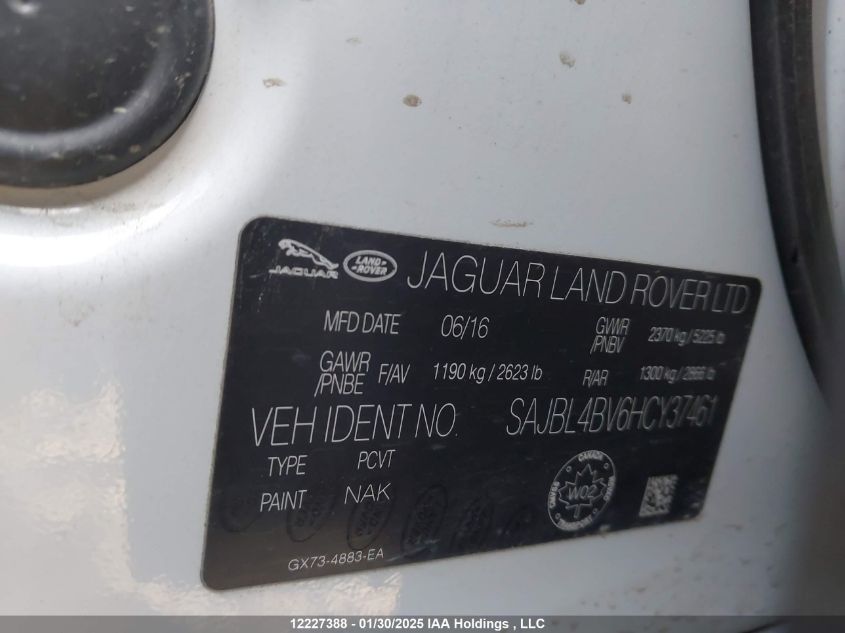 JAGUAR LAND-ROVER JAGUAR LAND ROVER LTD
MFD DATE 06/16 GVWR /PNBV 2370 kg / 5225 lb
GAWR /PNBE F/AV 1190 kg / 2623 lb R/AR 1300 kg / 2866 lb
VEH IDENT NO. SAJBL4BV6HCY37461
TYPE PCVT
PAINT NAK
CANADA
W02
GX73-4883-EA
12227388 - 01/30/2025 IAA Holdings , LLC